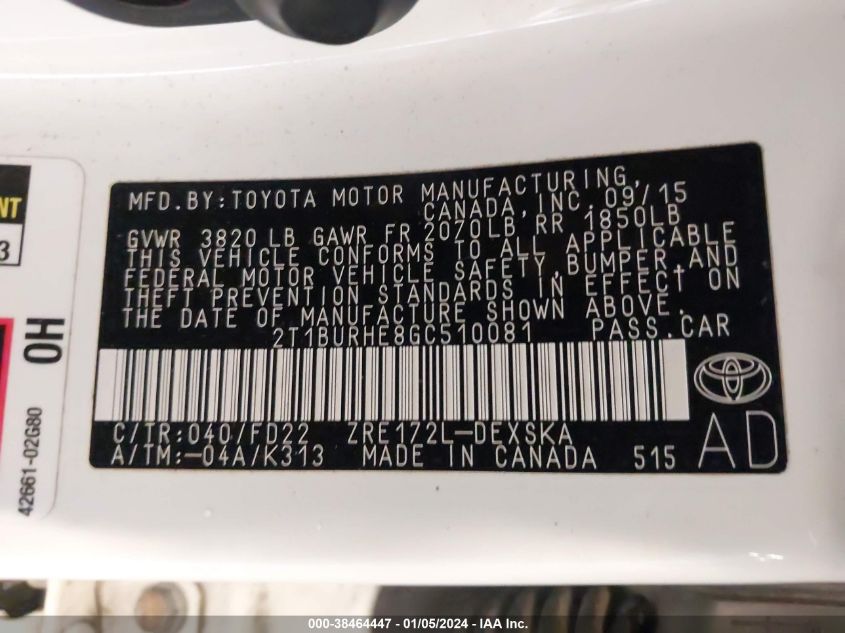 MFD.BY:TOYOTA MOTOR MANUFACTURING,
CANADA,INC.09/15
GVWR 3820 LB GAWR FR 2070LB RR 1850LB
THIS VEHICLE CONFORMS TO ALL APPLICABLE
FEDERAL MOTOR VEHICLE SAFETY,BUMPER,AND
THEFT PREVENTION STANDARDS IN EFFECT ON
THE DATE OF MANUFACTURE SHOWN ABOVE.
2T1BURHE8GC510081 PASS.CAR
C/TR:040/FD22 ZRE172L-DEXSKA
A/TM:-04A/K313 MADE IN CANADA 515
AD
NT
3
OH
42661-02G80
000-38464447 - 01/05/2024 - IAA Inc.